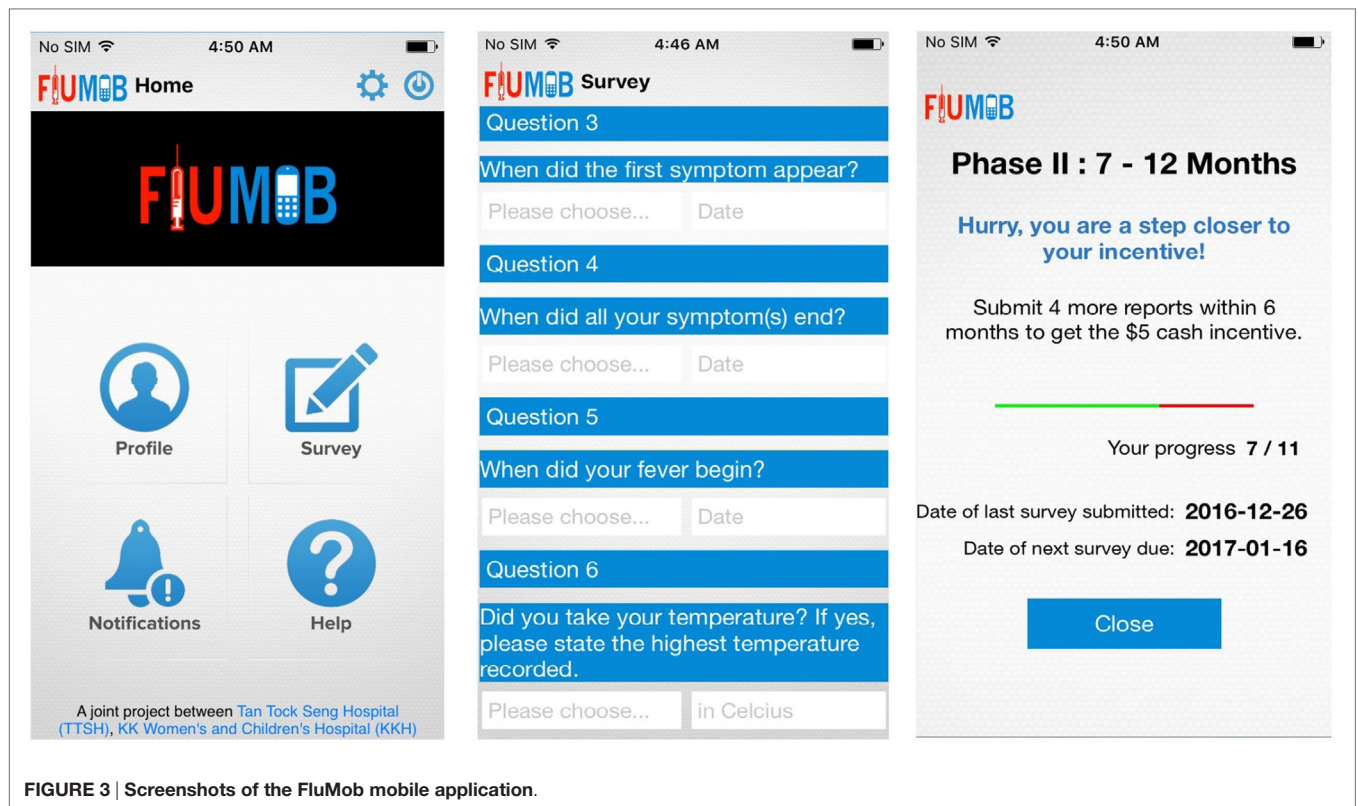 No SIM 4:50 AM
FluMOB Home
FluMOB
Profile Survey
Notifications Help
A joint project between Tan Tock Seng Hospital
(TTSH), KK Women's and Children's Hospital (KKH)
No SIM 4:46 AM
FluMOB Survey
Question 3
When did the first symptom appear?
Please choose... Date
Question 4
When did all your symptom(s) end?
Please choose... Date
Question 5
When did your fever begin?
Please choose... Date
Question 6
Did you take your temperature? If yes,
please state the highest temperature
recorded.
Please choose... in Celcius
No SIM 4:50 AM
FluMOB
Phase II : 7 - 12 Months
Hurry, you are a step closer to
your incentive!
Submit 4 more reports within 6
months to get the $5 cash incentive.
Your progress 7 / 11
Date of last survey submitted: 2016-12-26
Date of next survey due: 2017-01-16
Close
FIGURE 3 | Screenshots of the FluMob mobile application.